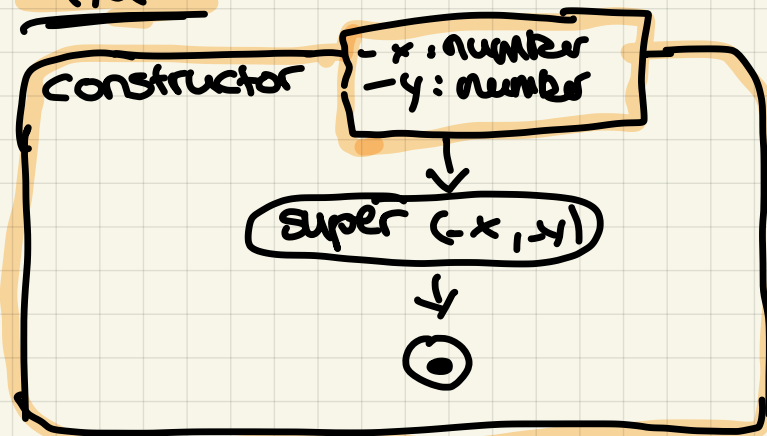 constructor
- x : number
- y : number
super (-x, -y)